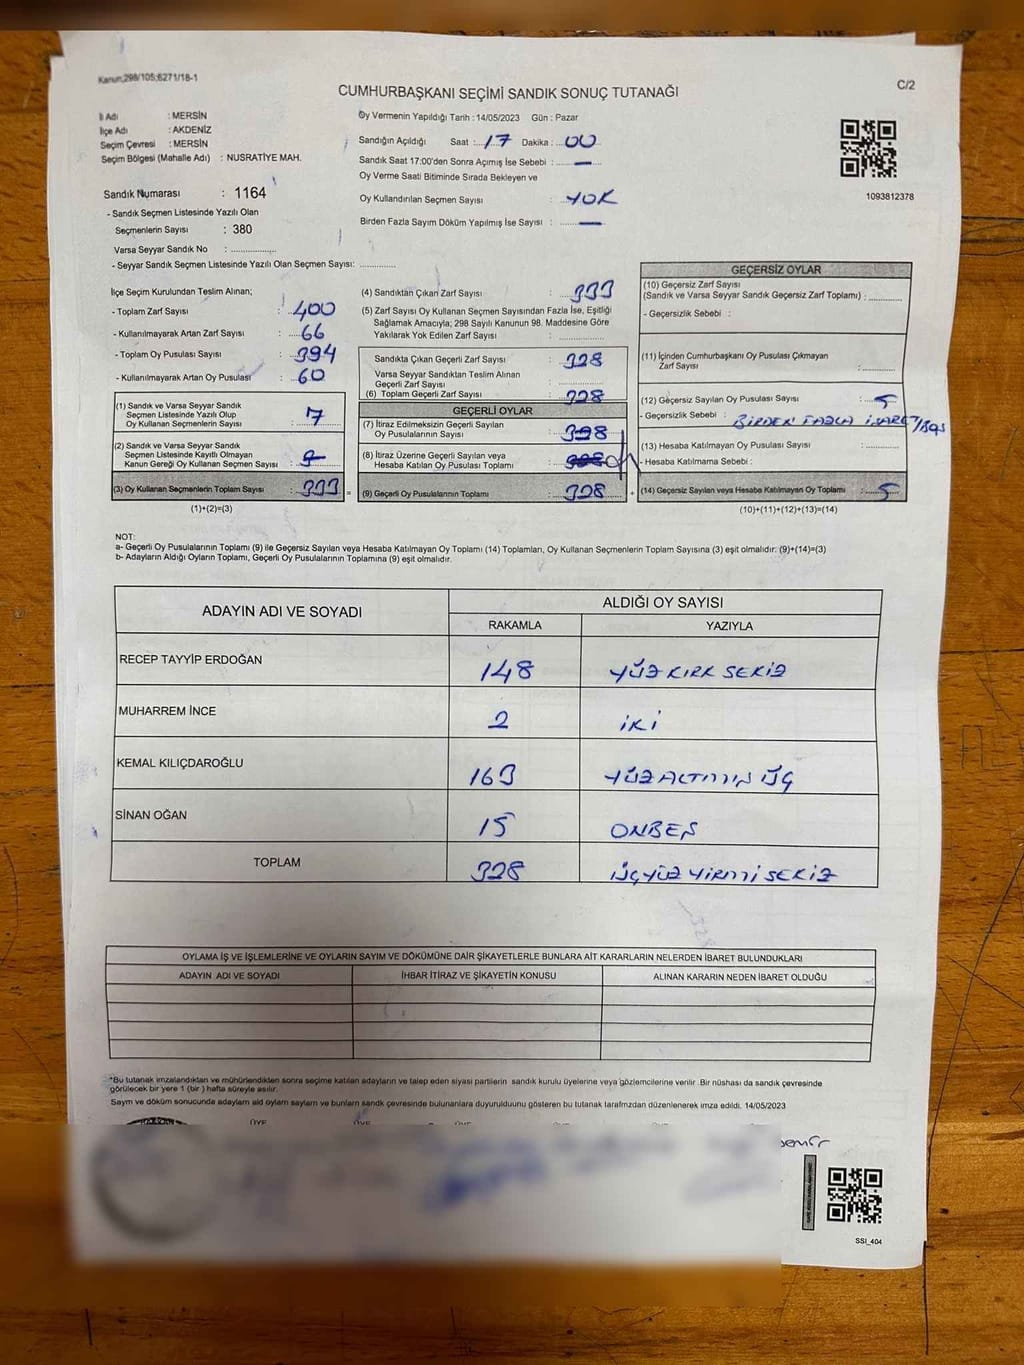 Kanun;298/105;6271/18-1
C/2
CUMHURBAŞKANI SEÇİMİ SANDIK SONUÇ TUTANAĞI
İl Adı : MERSİN
İlçe Adı : AKDENİZ
Seçim Çevresi : MERSİN
Seçim Bölgesi (Mahalle Adı) : NUSRATİYE MAH.
Sandık Numarası : 1164
- Sandık Seçmen Listesinde Yazılı Olan
Seçmenlerin Sayısı : 380
Varsa Seyyar Sandık No : ..............
- Seyyar Sandık Seçmen Listesinde Yazılı Olan Seçmen Sayısı: ............
Oy Vermenin Yapıldığı Tarih : 14/05/2023 Gün : Pazar
Sandığın Açıldığı Saat : 17 Dakika : 00
Sandık Saat 17:00'den Sonra Açımış İse Sebebi : —
Oy Verme Saati Bitiminde Sırada Bekleyen ve
Oy Kullandırılan Seçmen Sayısı : YOK
Birden Fazla Sayım Döküm Yapılmış İse Sayısı : —
1093812378
İlçe Seçim Kurulundan Teslim Alınan;
- Toplam Zarf Sayısı : 400
- Kullanılmayarak Artan Zarf Sayısı : 66
- Toplam Oy Pusulası Sayısı : 394
- Kullanılmayarak Artan Oy Pusulası : 60
(1) Sandık ve Varsa Seyyar Sandık
Seçmen Listesinde Yazılı Olup
Oy Kullanan Seçmenlerin Sayısı :
(2) Sandık ve Varsa Seyyar Sandık
Seçmen Listesinde Kayıtlı Olmayan
Kanun Gereği Oy Kullanan Seçmen Sayısı :
(3) Oy Kullanan Seçmenlerin Toplam Sayısı : 333
(1)+(2)=(3)
(4) Sandıktan Çıkan Zarf Sayısı : 333
(5) Zarf Sayısı Oy Kullanan Seçmen Sayısından Fazla İse, Eşitliği
Sağlamak Amacıyla; 298 Sayılı Kanunun 98. Maddesine Göre
Yakılarak Yok Edilen Zarf Sayısı :
Sandıkta Çıkan Geçerli Zarf Sayısı : 328
Varsa Seyyar Sandıktan Teslim Alınan
Geçerli Zarf Sayısı :
(6) Toplam Geçerli Zarf Sayısı : 328
GEÇERLİ OYLAR
(7) İtiraz Edilmeksizin Geçerli Sayılan
Oy Pusulalarının Sayısı : 328
(8) İtiraz Üzerine Geçerli Sayılan veya
Hesaba Katılan Oy Pusulası Toplamı :
(9) Geçerli Oy Pusulalarının Toplamı : 328
GEÇERSİZ OYLAR
(10) Geçersiz Zarf Sayısı
(Sandık ve Varsa Seyyar Sandık Geçersiz Zarf Toplamı) :
- Geçersizlik Sebebi :
(11) İçinden Cumhurbaşkanı Oy Pusulası Çıkmayan
Zarf Sayısı :
(12) Geçersiz Sayılan Oy Pusulası Sayısı : 5
- Geçersizlik Sebebi : BİRDEN FAZLA
(13) Hesaba Katılmayan Oy Pusulası Sayısı :
- Hesaba Katılmama Sebebi :
(14) Geçersiz Sayılan veya Hesaba Katılmayan Oy Toplamı : 5
(10)+(11)+(12)+(13)=(14)
NOT:
a- Geçerli Oy Pusulalarının Toplamı (9) ile Geçersiz Sayılan veya Hesaba Katılmayan Oy Toplamı (14) Toplamları, Oy Kullanan Seçmenlerin Toplam Sayısına (3) eşit olmalıdır. (9)+(14)=(3)
b- Adayların Aldığı Oyların Toplamı, Geçerli Oy Pusulalarının Toplamına (9) eşit olmalıdır.
ADAYIN ADI VE SOYADI ALDIĞI OY SAYISI
RAKAMLA YAZIYLA
RECEP TAYYİP ERDOĞAN 148 YÜZ KIRK SEKİZ
MUHARREM İNCE 2 İKİ
KEMAL KILIÇDAROĞLU 163 YÜZ ALTMIŞ ÜÇ
SİNAN OĞAN 15 ONBEŞ
TOPLAM 328 ÜÇYÜZ YİRMİ SEKİZ
OYLAMA İŞ VE İŞLEMLERİNE VE OYLARIN SAYIM VE DÖKÜMÜNE DAİR ŞİKAYETLERLE BUNLARA AİT KARARLARIN NELERDEN İBARET BULUNDUKLARI
ADAYIN ADI VE SOYADI İHBAR İTİRAZ VE ŞİKAYETİN KONUSU ALINAN KARARIN NEDEN İBARET OLDUĞU
*Bu tutanak imzalandıktan ve mühürlendikten sonra seçime katılan adayların ve talep eden siyasi partilerin sandık kurulu üyelerine veya gözlemcilerine verilir .Bir nüshası da sandık çevresinde
görülecek bir yere 1 (bir ) hafta süreyle asılır.
Sayım ve döküm sonucunda adayların aldı oyların sayıların ve bunların sandk çevresinde bulunanlara duyurulduunu gösteren bu tutanak tarafmzdan düzenlenerek imza edildi. 14/05/2023
SSI_404